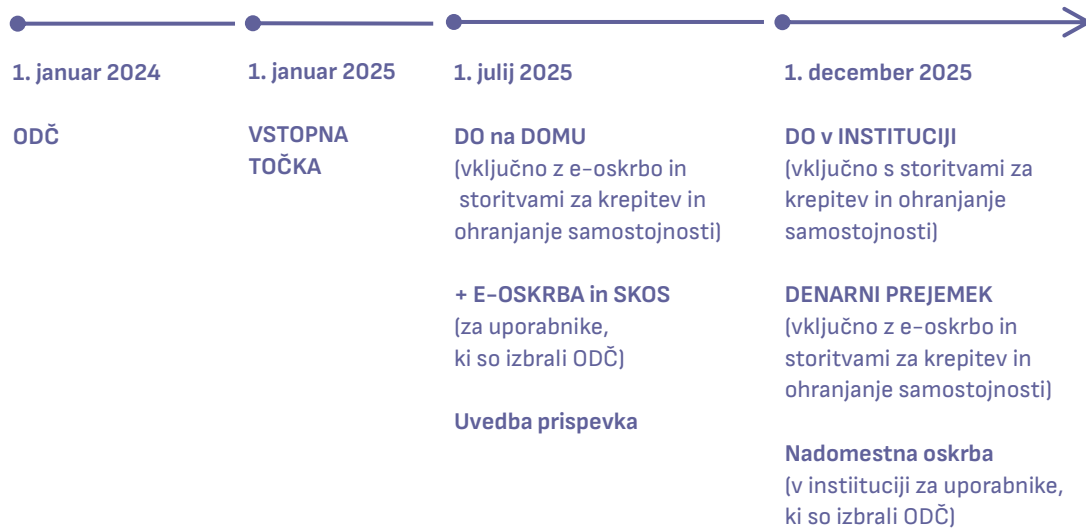 1. januar 2024
ODČ
1. januar 2025
VSTOPNA
TOČKA
1. julij 2025
DO na DOMU
(vključno z e-oskrbo in
storitvami za krepitev in
ohranjanje samostojnosti)
+ E-OSKRBA in SKOS
(za uporabnike,
ki so izbrali ODČ)
Uvedba prispevka
1. december 2025
DO v INSTITUCIJI
(vključno s storitvami za
krepitev in ohranjanje
samostojnosti)
DENARNI PREJEMEK
(vključno z e-oskrbo in
storitvami za krepitev in
ohranjanje samostojnosti)
Nadomestna oskrba
(v instiituciji za uporabnike,
ki so izbrali ODČ)